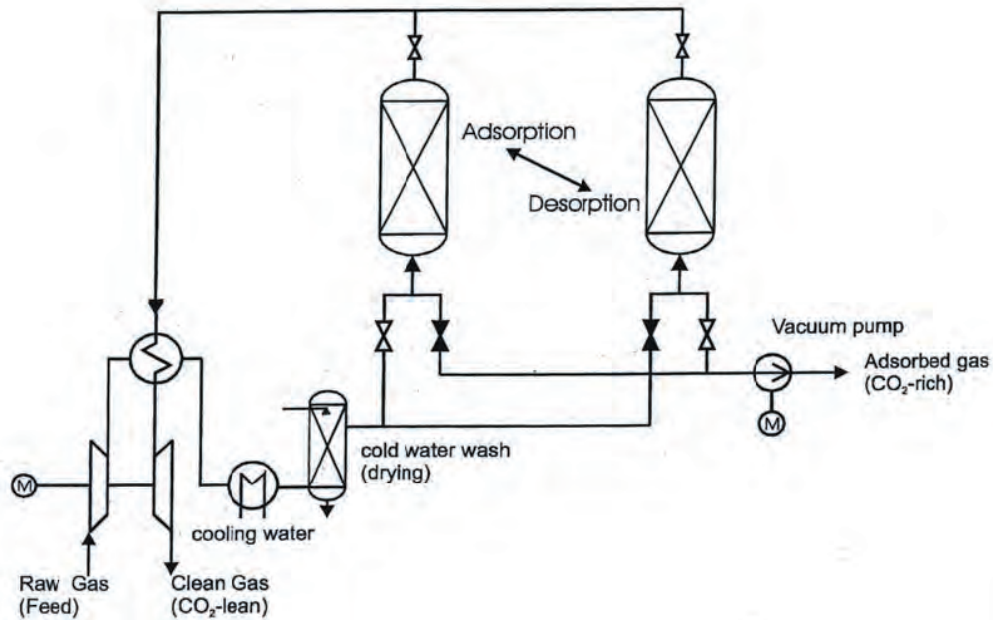 Adsorption
Desorption
Vacuum pump
Adsorbed gas
(CO₂-rich)
M
cold water wash
(drying)
M
cooling water
Raw Gas
(Feed)
Clean Gas
(CO₂-lean)